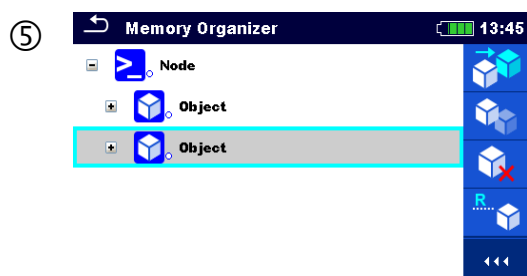 ⑤
Memory Organizer 13:45
>_ Node
Object
Object
R...